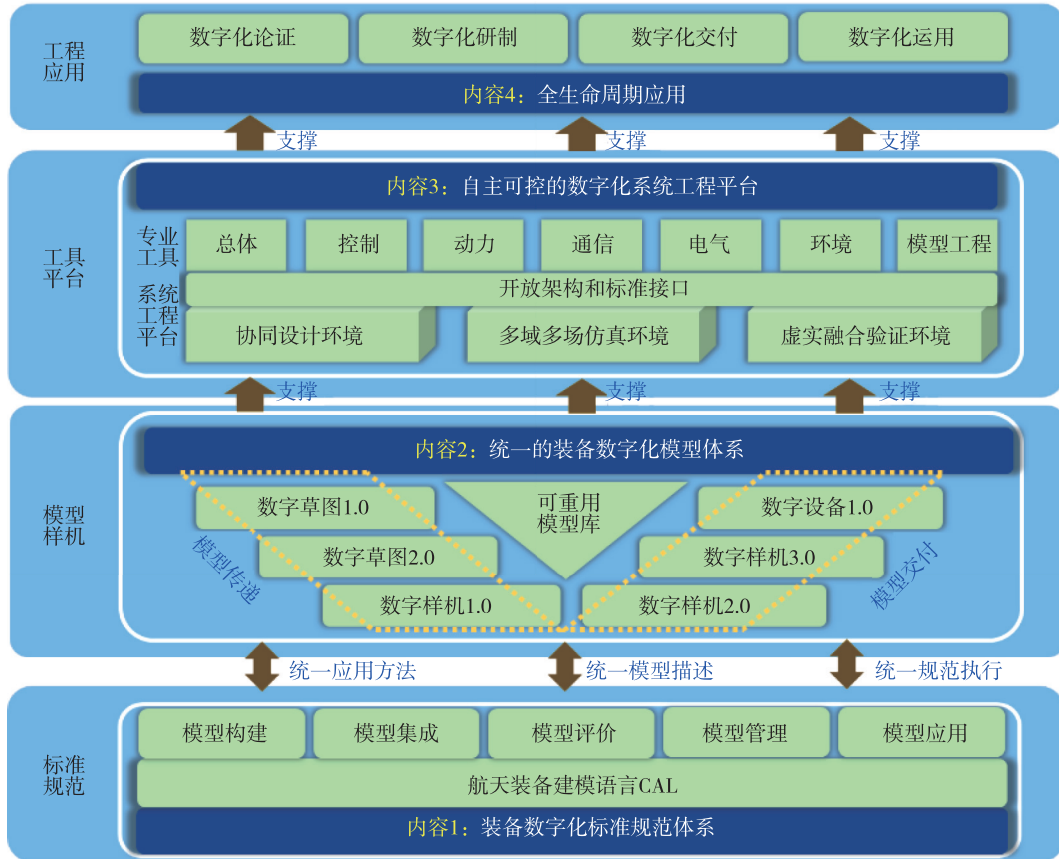 工程
应用
数字化论证
数字化研制
数字化交付
数字化运用
内容4：全生命周期应用
支撑
支撑
支撑
工具
平台
内容3：自主可控的数字化系统工程平台
专业
工具
总体
控制
动力
通信
电气
环境
模型工程
系统
工程
平台
开放架构和标准接口
协同设计环境
多域多场仿真环境
虚实融合验证环境
支撑
支撑
支撑
模型
样机
内容2：统一的装备数字化模型体系
数字草图1.0
可重用
模型库
数字设备1.0
模型传递
数字草图2.0
数字样机3.0
模型交付
数字样机1.0
数字样机2.0
统一应用方法
统一模型描述
统一规范执行
标准
规范
模型构建
模型集成
模型评价
模型管理
模型应用
航天装备建模语言CAL
内容1：装备数字化标准规范体系